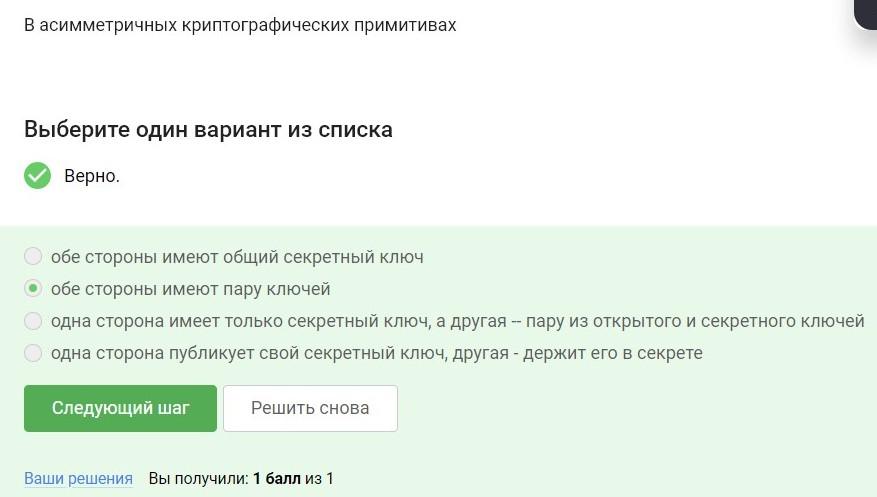 В асимметричных криптографических примитивах
Выберите один вариант из списка
Верно.
обе стороны имеют общий секретный ключ
обе стороны имеют пару ключей
одна сторона имеет только секретный ключ, а другая -- пару из открытого и секретного ключей
одна сторона публикует свой секретный ключ, другая - держит его в секрете
Следующий шаг Решить снова
Ваши решения Вы получили: 1 балл из 1